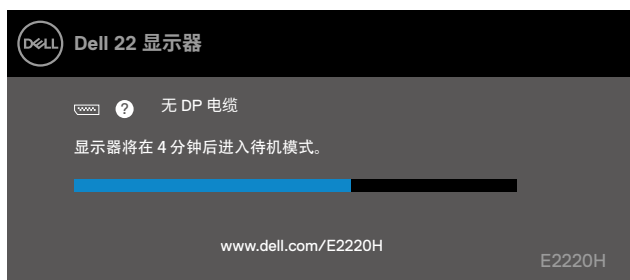 DELL
Dell 22 显示器
? 无 DP 电缆
显示器将在 4 分钟后进入待机模式。
www.dell.com/E2220H
E2220H